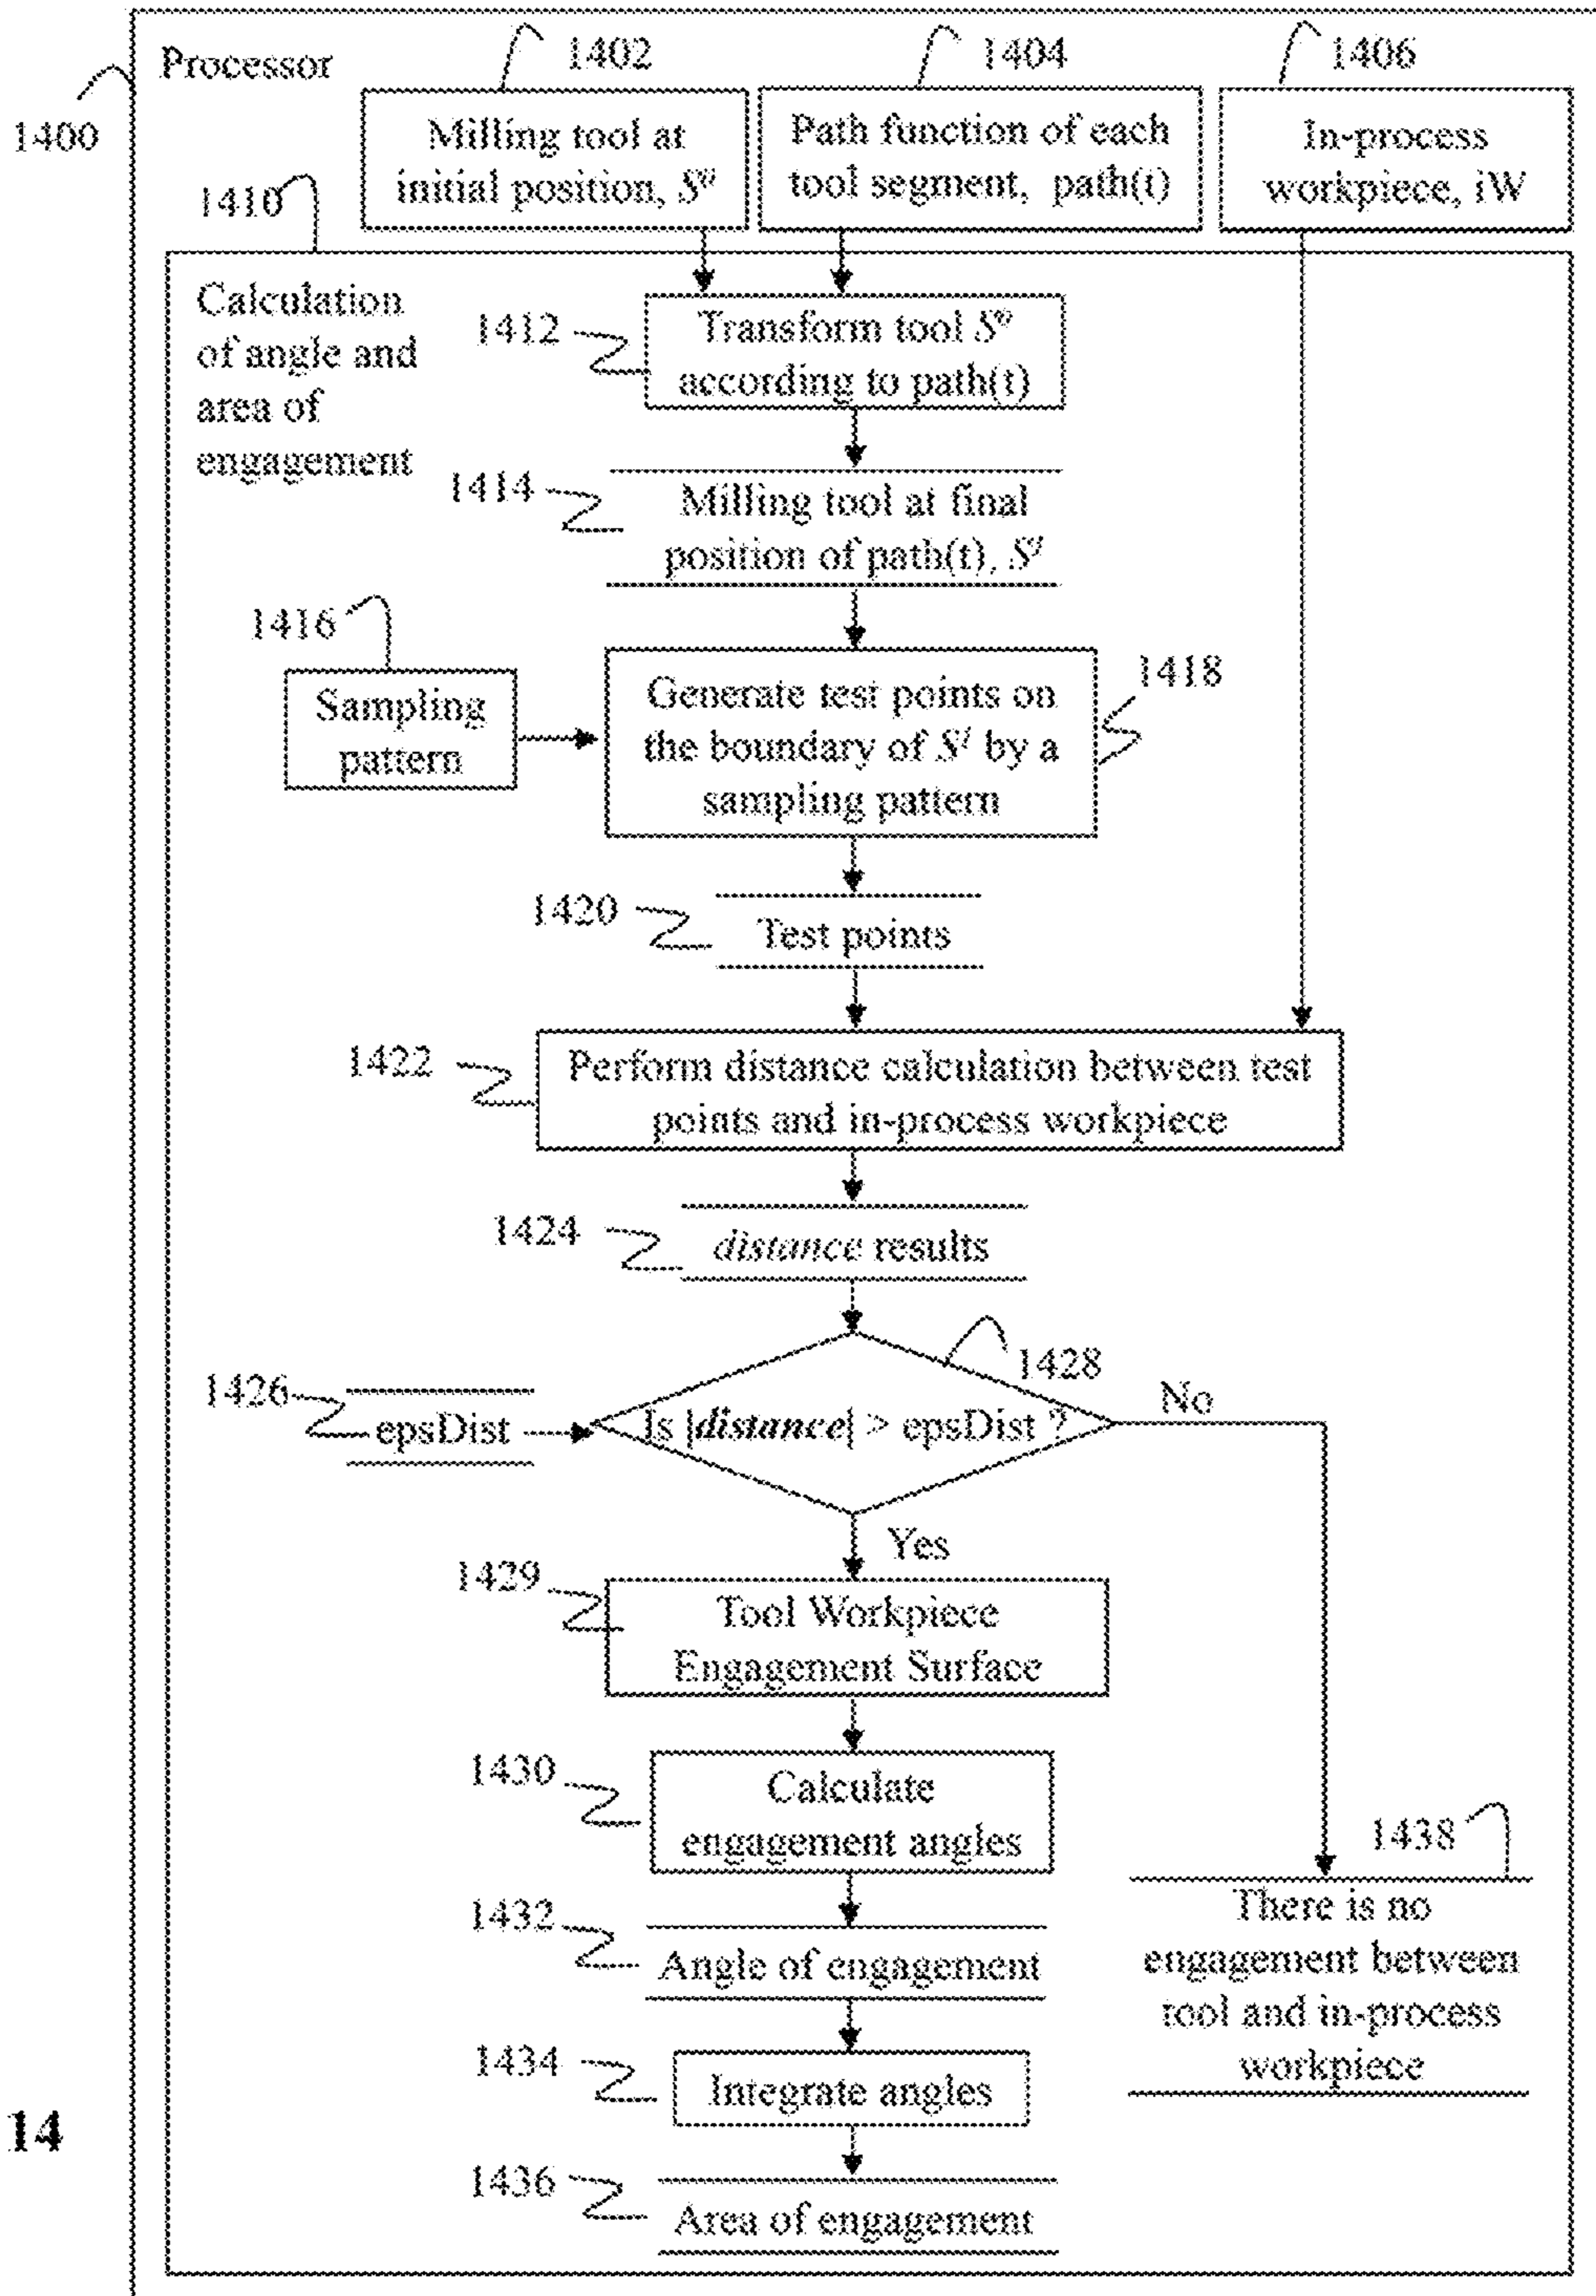 Processor
1402
1404
1406
1400
Milling tool at
initial position, S⁰
Path function of each
tool segment, path(t)
In-process
workpiece, iW
1410
Calculation
of angle and
area of
engagement
1412
Transform tool S⁰
according to path(t)
1414
Milling tool at final
position of path(t), Sᶠ
1416
Sampling
pattern
Generate test points on
the boundary of Sᶠ by a
sampling pattern
1418
1420
Test points
1422
Perform distance calculation between test
points and in-process workpiece
1424
distance results
1426
epsDist
1428
Is |distance| > epsDist ?
No
Yes
1429
Tool Workpiece
Engagement Surface
1430
Calculate
engagement angles
1438
There is no
engagement between
tool and in-process
workpiece
1432
Angle of engagement
1434
Integrate angles
14
1436
Area of engagement